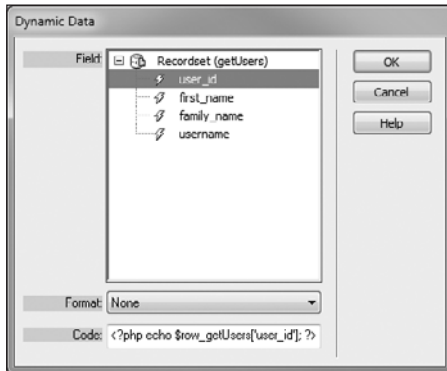 Dynamic Data
Field:
Recordset (getUsers)
user_id
first_name
family_name
username
OK
Cancel
Help
Format: None
Code: <?php echo $row_getUsers['user_id']; ?>